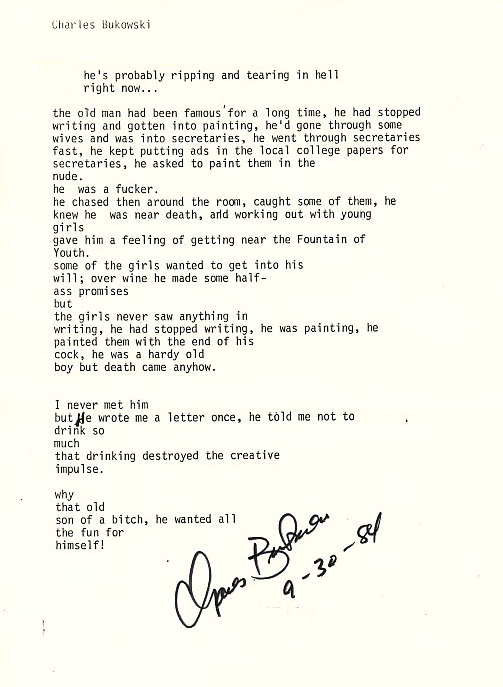 Charles Bukowski
he's probably ripping and tearing in hell
right now...
the old man had been famous for a long time, he had stopped
writing and gotten into painting, he'd gone through some
wives and was into secretaries, he went through secretaries
fast, he kept putting ads in the local college papers for
secretaries, he asked to paint them in the
nude.
he was a fucker.
he chased then around the room, caught some of them, he
knew he was near death, and working out with young
girls
gave him a feeling of getting near the Fountain of
Youth.
some of the girls wanted to get into his
will; over wine he made some half-
ass promises
but
the girls never saw anything in
writing, he had stopped writing, he was painting, he
painted them with the end of his
cock, he was a hardy old
boy but death came anyhow.
I never met him
but He wrote me a letter once, he told me not to
drink so
much
that drinking destroyed the creative
impulse.
why
that old
son of a bitch, he wanted all
the fun for
himself!
Charles Bukowski
9-30-84